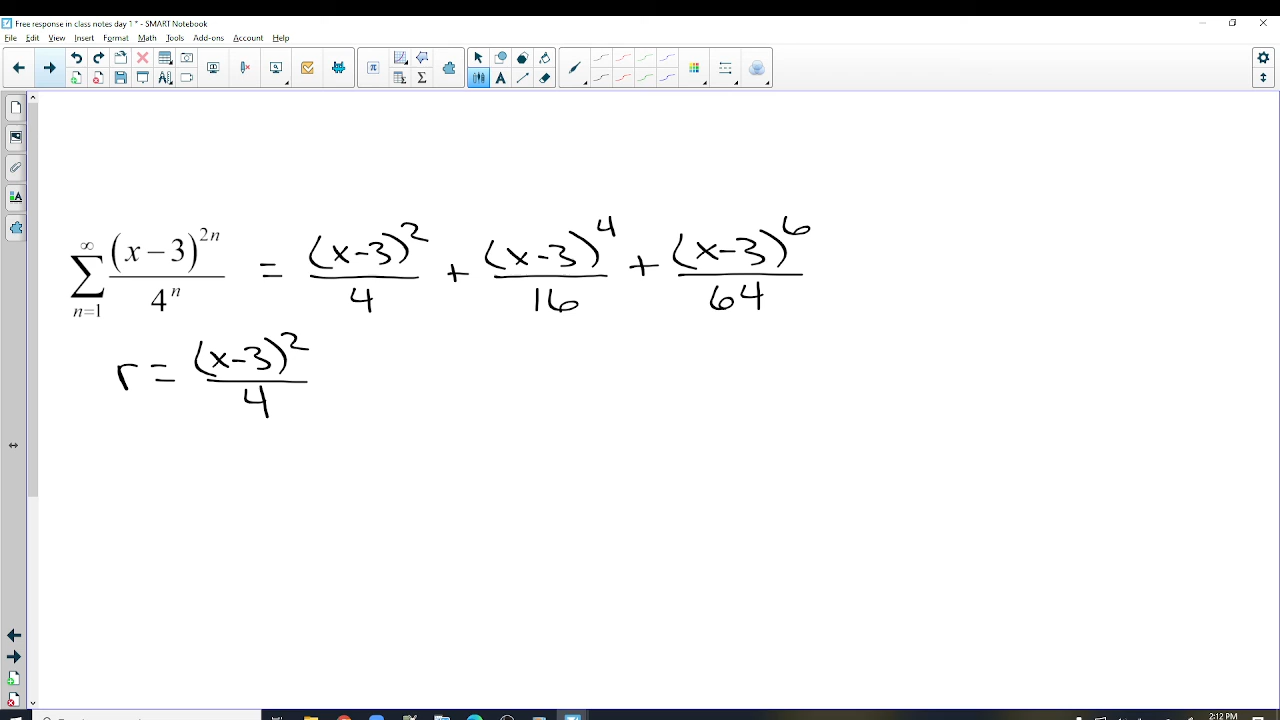 Free response in class notes day 1 * - SMART Notebook
File Edit View Insert Format Math Tools Add-ons Account Help
∞
∑ (x-3)^2n / 4^n = (x-3)^2 / 4 + (x-3)^4 / 16 + (x-3)^6 / 64
n=1
r = (x-3)^2 / 4
2:12 PM